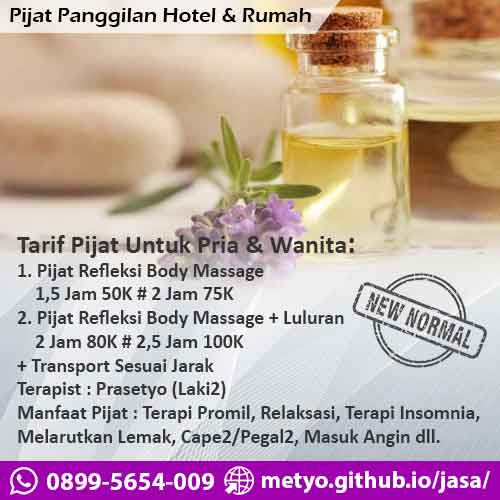 Pijat Panggilan Hotel & Rumah
Tarif Pijat Untuk Pria & Wanita:
1. Pijat Refleksi Body Massage
1,5 Jam 50K # 2 Jam 75K
2. Pijat Refleksi Body Massage + Luluran
2 Jam 80K # 2,5 Jam 100K
+ Transport Sesuai Jarak
Terapist : Prasetyo (Laki2)
Manfaat Pijat : Terapi Promil, Relaksasi, Terapi Insomnia,
Melarutkan Lemak, Cape2/Pegal2, Masuk Angin dll.
NEW NORMAL
0899-5654-009 metyo.github.io/jasa/